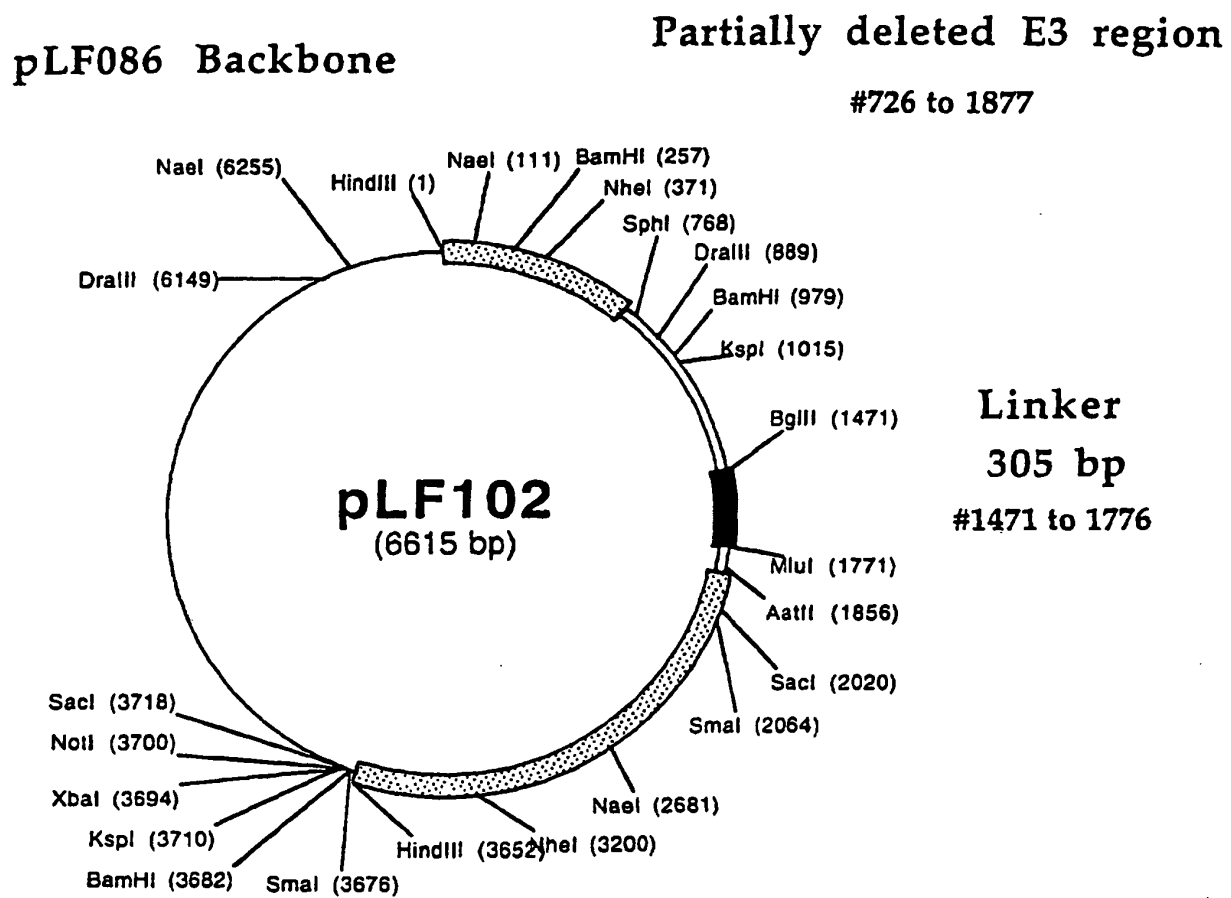 pLF086 Backbone
Partially deleted E3 region
#726 to 1877
NaeI (6255)
HindIII (1)
NaeI (111)
BamHI (257)
NheI (371)
SphI (768)
DraIII (889)
DraIII (6149)
BamHI (979)
KspI (1015)
BglII (1471)
Linker
305 bp
#1471 to 1776
pLF102
(6615 bp)
MluI (1771)
AatII (1856)
SacI (2020)
SmaI (2064)
SacI (3718)
NotI (3700)
XbaI (3694)
KspI (3710)
BamHI (3682)
SmaI (3676)
HindIII (3652)
NheI (3200)
NaeI (2681)